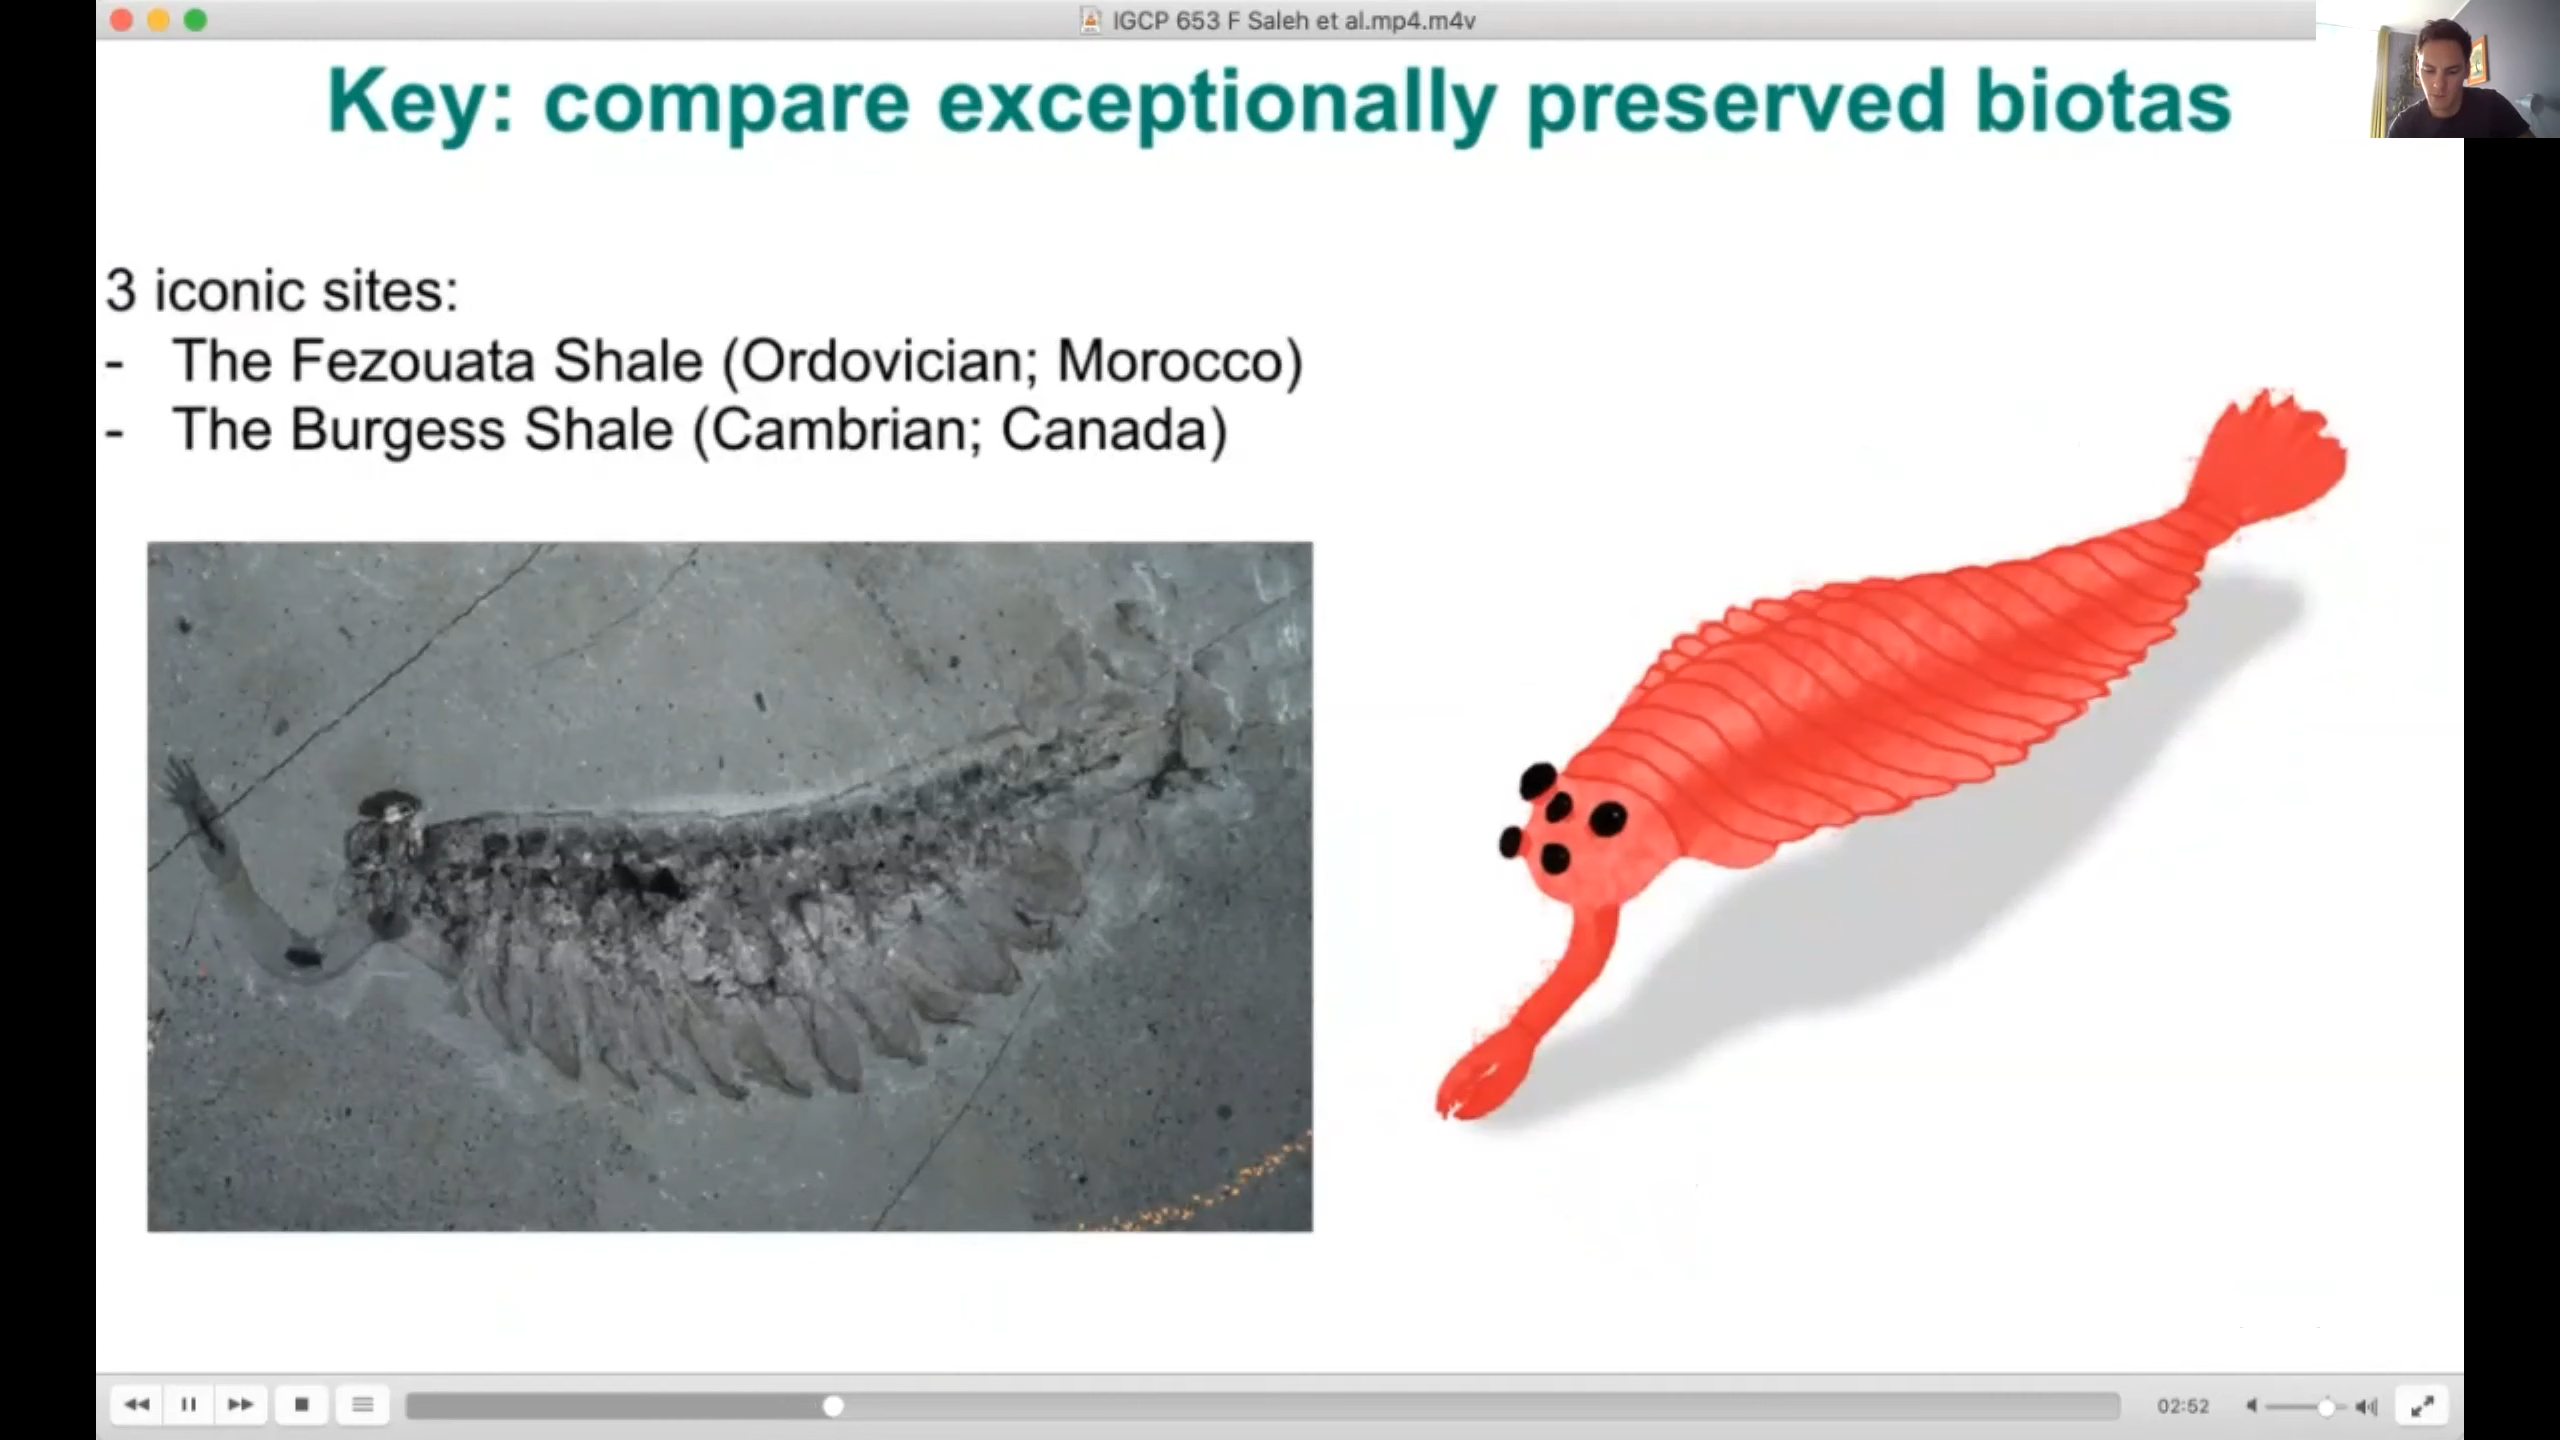 IGCP 653 F Saleh et al.mp4.m4v
Key: compare exceptionally preserved biotas
3 iconic sites:
- The Fezouata Shale (Ordovician; Morocco)
- The Burgess Shale (Cambrian; Canada)
02:52